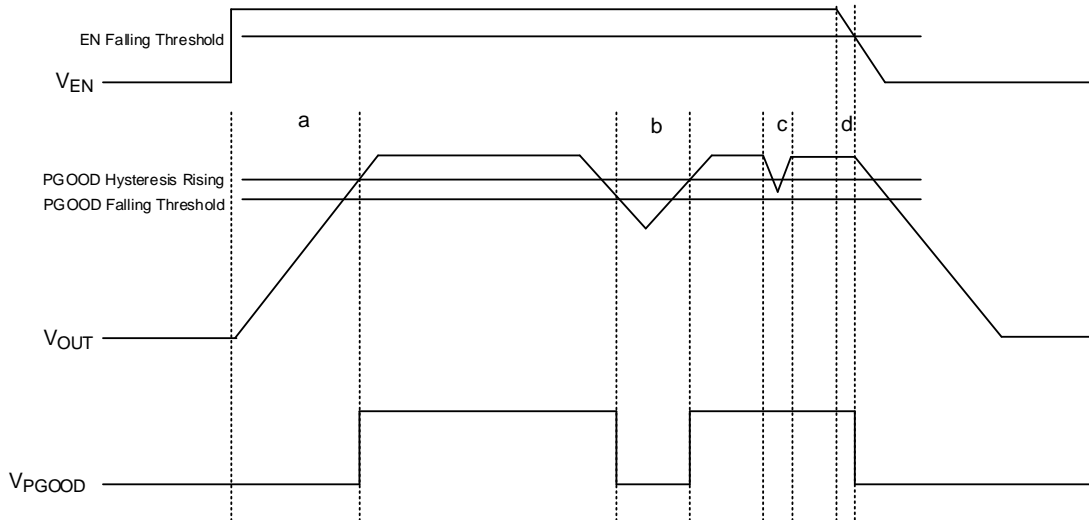 EN Falling Threshold
VEN
a
b
c
d
PGOOD Hysteresis Rising
PGOOD Falling Threshold
VOUT
VPGOOD